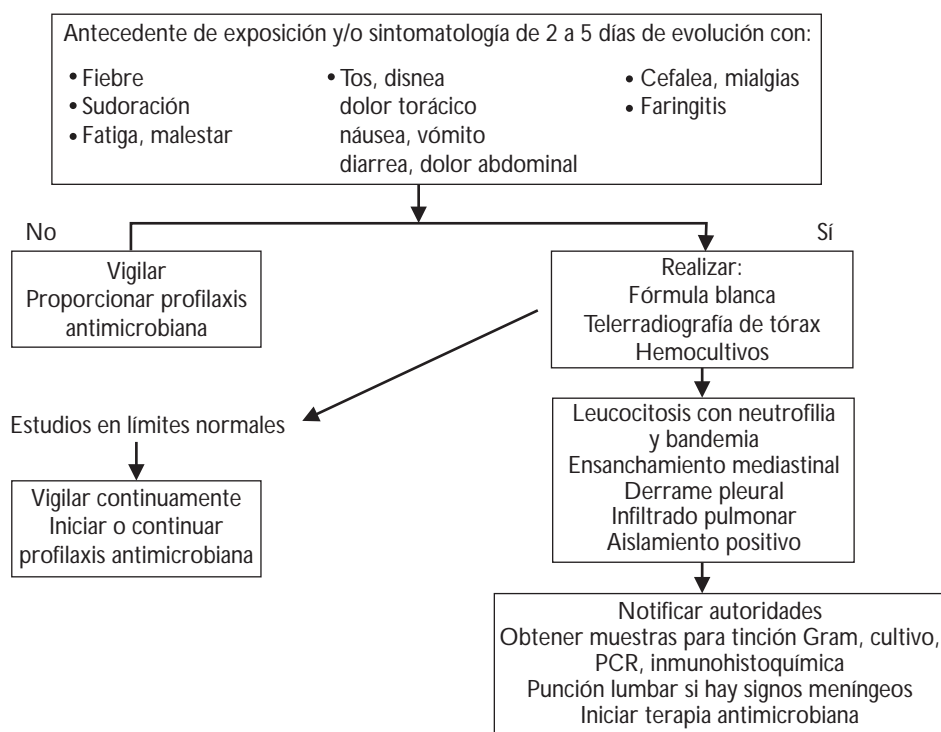 Antecedente de exposición y/o sintomatología de 2 a 5 días de evolución con:
• Fiebre
• Sudoración
• Fatiga, malestar
• Tos, disnea
dolor torácico
náusea, vómito
diarrea, dolor abdominal
• Cefalea, mialgias
• Faringitis
No
Sí
Vigilar
Proporcionar profilaxis
antimicrobiana
Realizar:
Fórmula blanca
Telerradiografía de tórax
Hemocultivos
Estudios en límites normales
Vigilar continuamente
Iniciar o continuar
profilaxis antimicrobiana
Leucocitosis con neutrofilia
y bandemia
Ensanchamiento mediastinal
Derrame pleural
Infiltrado pulmonar
Aislamiento positivo
Notificar autoridades
Obtener muestras para tinción Gram, cultivo,
PCR, inmunohistoquímica
Punción lumbar si hay signos meníngeos
Iniciar terapia antimicrobiana